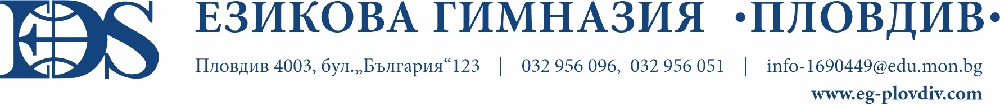 EDS
ЕЗИКОВА ГИМНАЗИЯ •ПЛОВДИВ•
Пловдив 4003, бул.„България“123 | 032 956 096, 032 956 051 | info-1690449@edu.mon.bg
www.eg-plovdiv.com